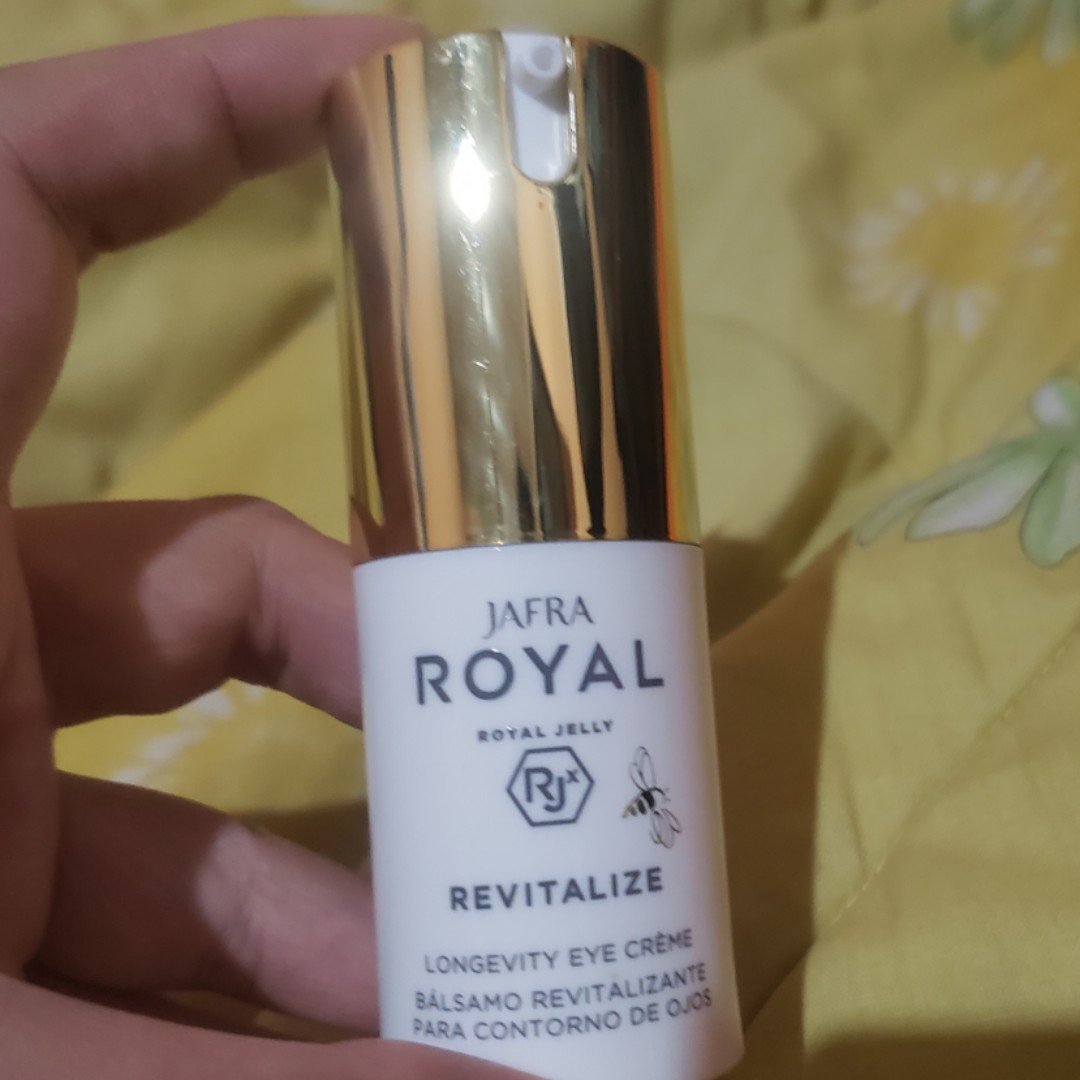 JAFRA
ROYAL
ROYAL JELLY
RJx
REVITALIZE
LONGEVITY EYE CRÈME
BÁLSAMO REVITALIZANTE
PARA CONTORNO DE OJOS